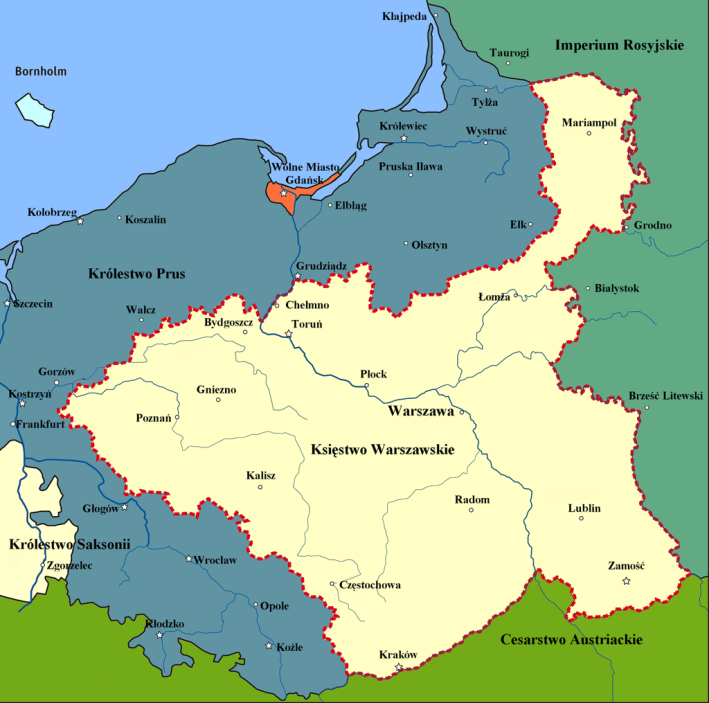 Kłajpeda
Imperium Rosyjskie
Taurogi
Bornholm
Tylża
Mariampol
Królewiec
Wystruć
Wolne Miasto
Gdańsk
Pruska Iława
Elbląg
Kołobrzeg
Koszalin
Ełk
Grodno
Olsztyn
Królestwo Prus
Grudziądz
Białystok
Szczecin
Chełmno
Łomża
Wałcz
Bydgoszcz
Toruń
Gorzów
Płock
Kostrzyń
Gniezno
Brześć Litewski
Warszawa
Poznań
Frankfurt
Księstwo Warszawskie
Kalisz
Głogów
Radom
Lublin
Królestwo Saksonii
Wrocław
Zgorzelec
Zamość
Częstochowa
Opole
Kłodzko
Cesarstwo Austriackie
Koźle
Kraków